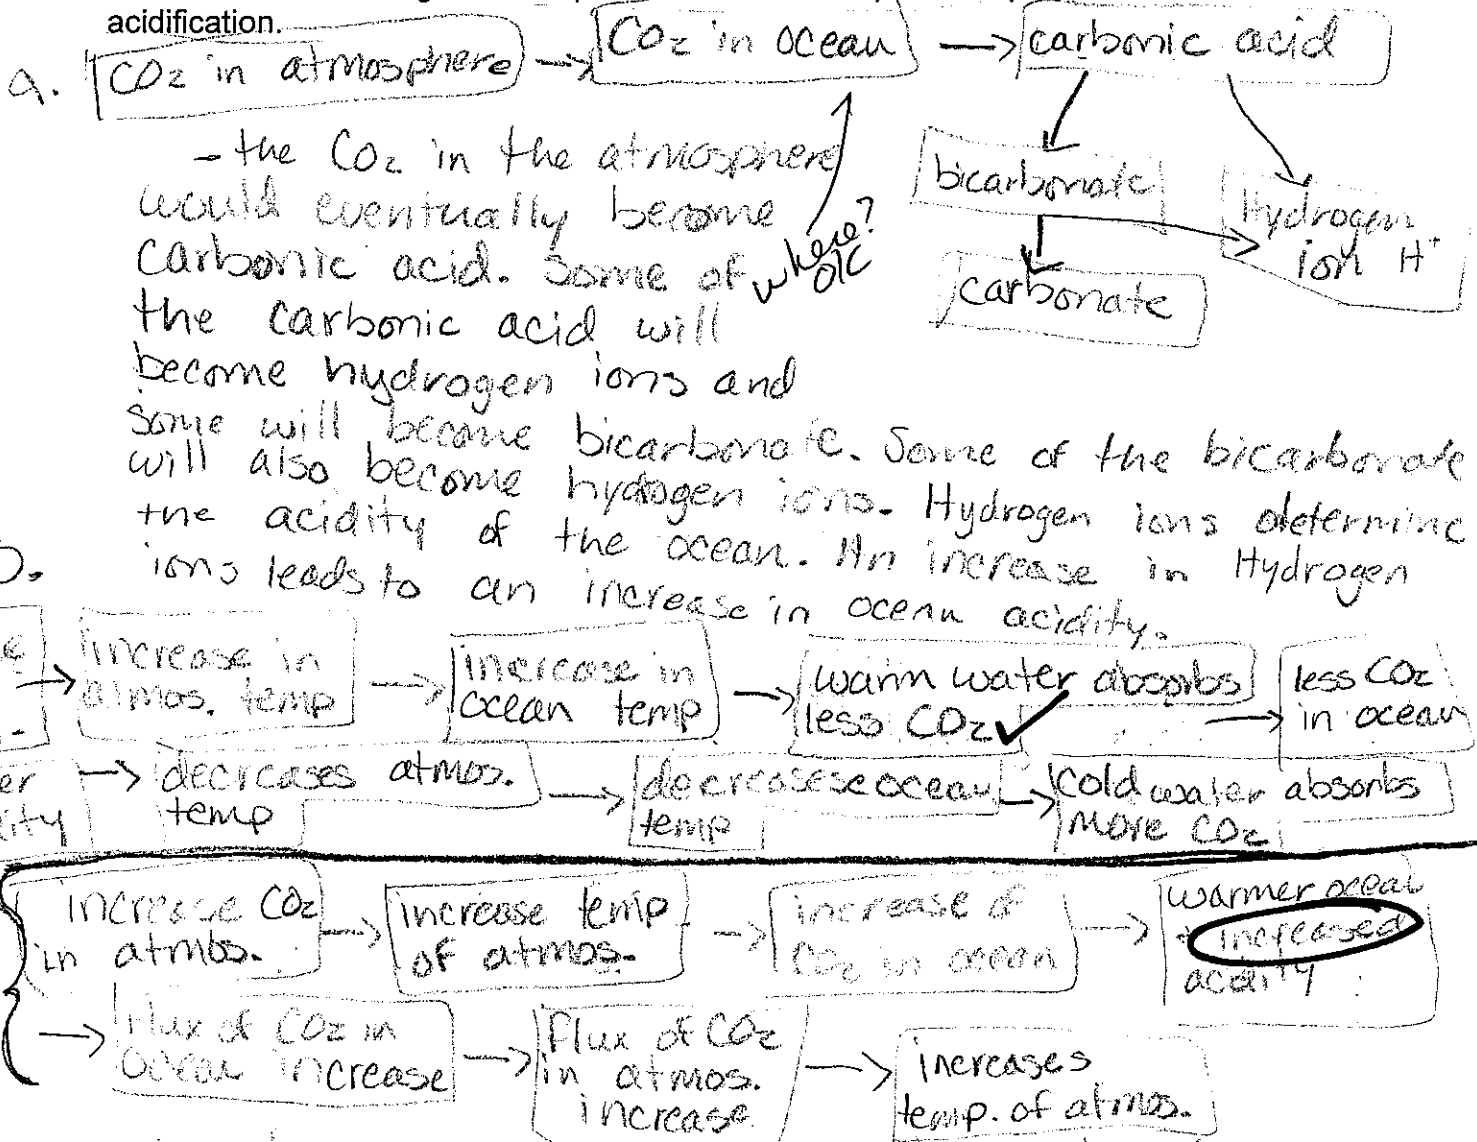 acidification.
a. CO2 in atmosphere → CO2 in ocean → carbonic acid
- the CO2 in the atmosphere
bicarbonate
would eventually become
Hydrogen
ion H+
carbonic acid. Some of
where?
ok
carbonate
the carbonic acid will
become hydrogen ions and
some will become bicarbonate. Some of the bicarbonate
will also become hydrogen ions. Hydrogen ions determine
the acidity of the ocean. An increase in Hydrogen
ions leads to an increase in ocean acidity.
→ increase in atmos. temp → increase in ocean temp → warm water absorbs less CO2 ✓ → less CO2 in ocean
→ decreases atmos. temp → decreases ocean temp → cold water absorbs more CO2
increase CO2 in atmos. → increase temp of atmos. → increase of CO2 in ocean → warmer ocean + increased acidity
→ flux of CO2 in ocean increase → flux of CO2 in atmos. increase → increases temp. of atmos.